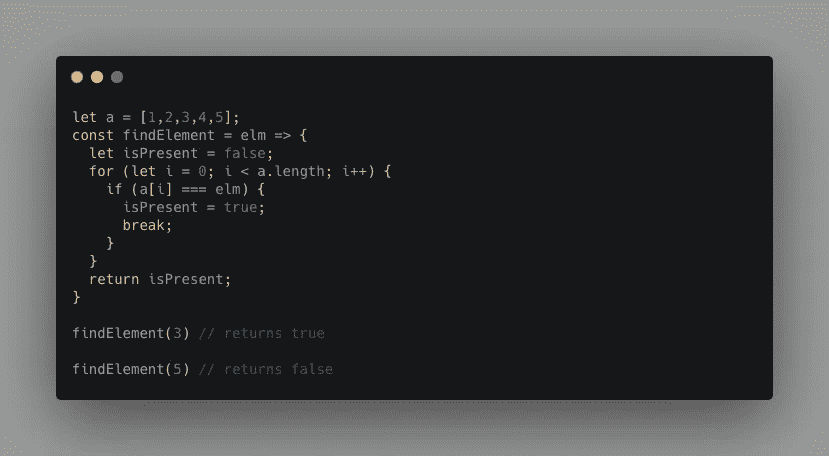 let a = [1,2,3,4,5];
const findElement = elm => {
  let isPresent = false;
  for (let i = 0; i < a.length; i++) {
    if (a[i] === elm) {
      isPresent = true;
      break;
    }
  }
  return isPresent;
}
findElement(3) // returns true
findElement(5) // returns false